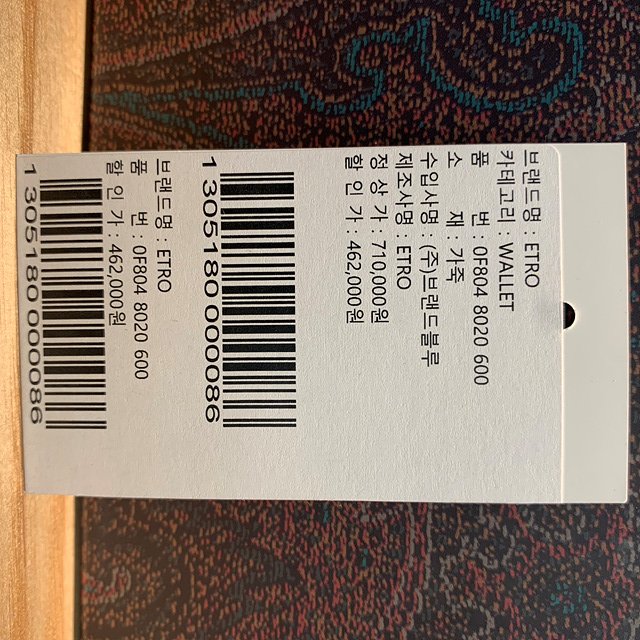 브랜드명 : ETRO
카테고리 : WALLET
품 번 : 0F804 8020 600
소 재 : 가죽
수입사명 : (주)브랜드블루
제조사명 : ETRO
정상가 : 710,000원
할 인 가 : 462,000원
1 305180 000086
브랜드명 : ETRO
품 번 : 0F804 8020 600
할 인 가 : 462,000원
1 305180 000086